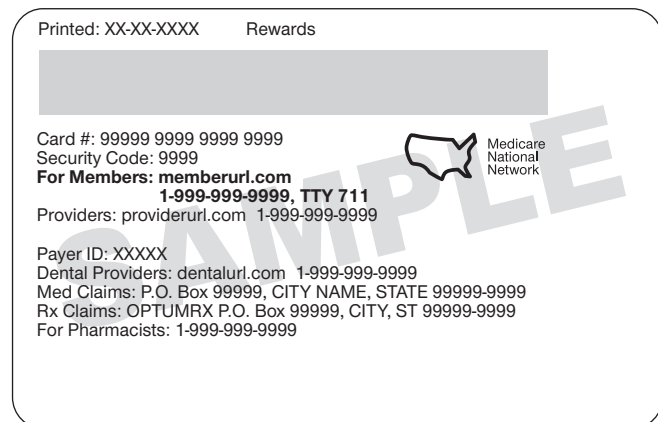 Printed: XX-XX-XXXX Rewards
Card #: 99999 9999 9999 9999
Security Code: 9999
For Members: memberurl.com
1-999-999-9999, TTY 711
Providers: providerurl.com 1-999-999-9999
Medicare
National
Network
Payer ID: XXXXX
Dental Providers: dentalurl.com 1-999-999-9999
Med Claims: P.O. Box 99999, CITY NAME, STATE 99999-9999
Rx Claims: OPTUMRX P.O. Box 99999, CITY, ST 99999-9999
For Pharmacists: 1-999-999-9999
SAMPLE